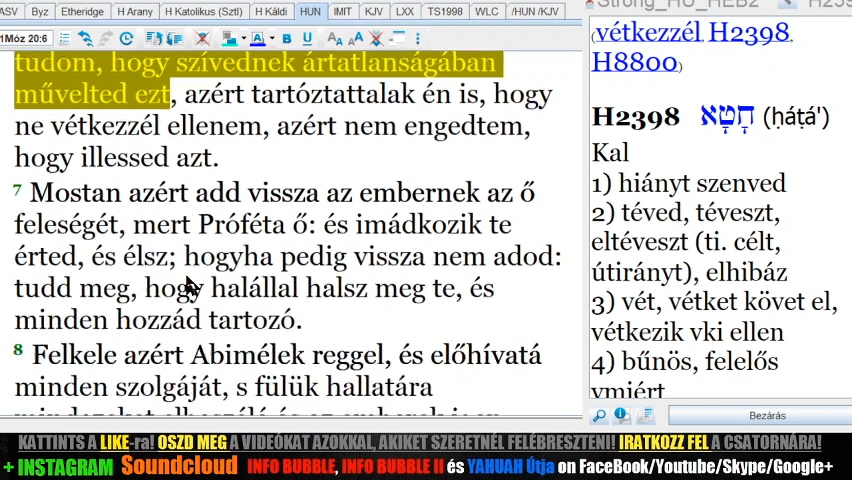 ASV Byz Etheridge H Arany H Katolikus (Sztl) H Káldi HUN IMIT KJV LXX TS1998 WLC /HUN /KJV
1Móz 20:6
tudom, hogy szívednek ártatlanságában
művelted ezt, azért tartóztattalak én is, hogy
ne vétkezzél ellenem, azért nem engedtem,
hogy illessed azt.
7 Mostan azért add vissza az embernek az ő
feleségét, mert Próféta ő: és imádkozik te
érted, és élsz; hogyha pedig vissza nem adod:
tudd meg, hogy halállal halsz meg te, és
minden hozzád tartozó.
8 Felkele azért Abimélek reggel, és előhívatá
minden szolgáját, s fülük hallatára
Strong_HU_HEB2
(vétkezzél, H2398,
H8800)
H2398 חָטָא (ḥáṭá')
Kal
1) hiányt szenved
2) téved, téveszt,
eltéveszt (ti. célt,
útirányt), elhibáz
3) vét, vétket követ el,
vétkezik vki ellen
4) bűnös, felelős
vmiért
Bezárás
KATTINTS A LIKE-ra! OSZD MEG A VIDEÓKAT AZOKKAL, AKIKET SZERETNÉL FELÉBRESZTENI! IRATKOZZ FEL A CSATORNÁRA!
+ INSTAGRAM Soundcloud INFO BUBBLE, INFO BUBBLE II és YAHUAH Útja on FaceBook/Youtube/Skype/Google+